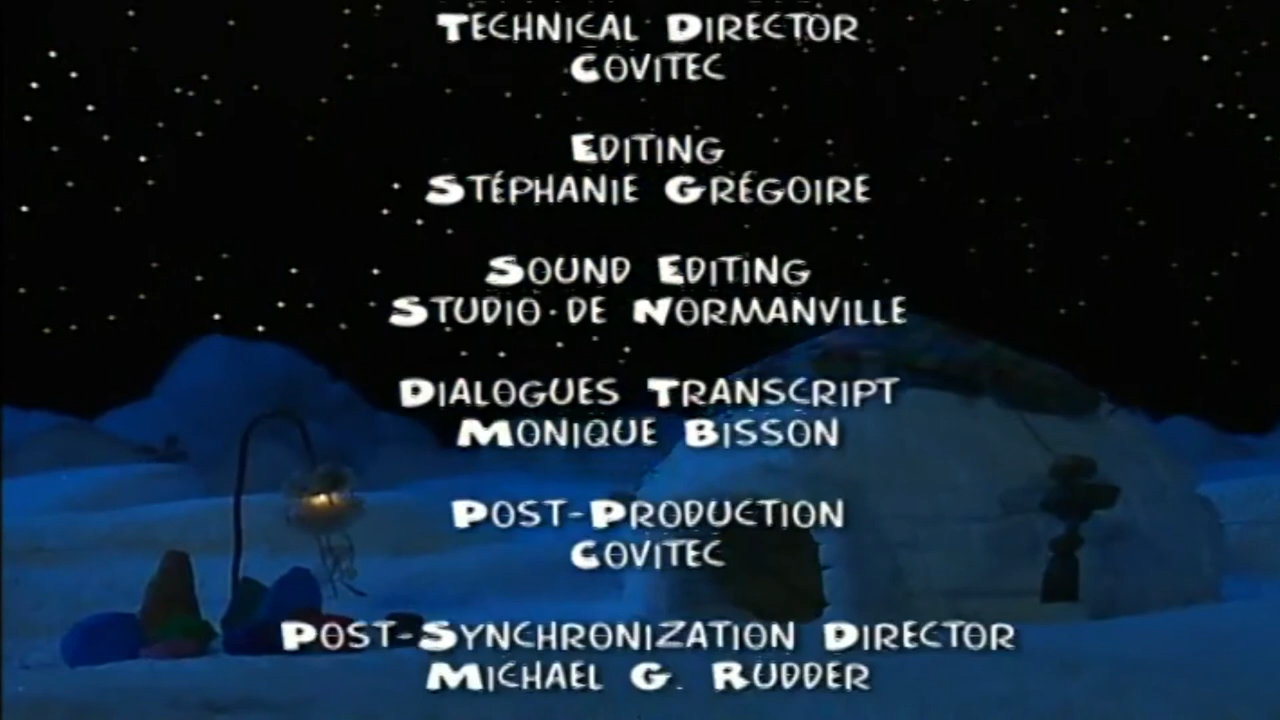 Technical Director
Covitec
Editing
Stéphanie Grégoire
Sound Editing
Studio de Normanville
Dialogues Transcript
Monique Bisson
Post-Production
Covitec
Post-Synchronization Director
Michael G. Rudder